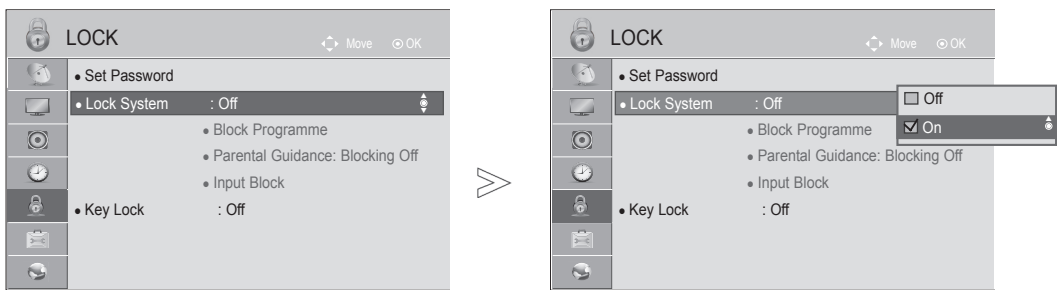 LOCK
Move OK
• Set Password
• Lock System : Off
• Block Programme
• Parental Guidance: Blocking Off
• Input Block
• Key Lock : Off
LOCK
Move OK
• Set Password
• Lock System : Off
Off
On
• Block Programme
• Parental Guidance: Blocking Off
• Input Block
• Key Lock : Off